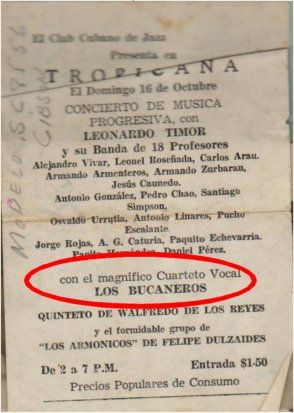 El Club Cubano de Jazz
Presenta en
TROPICANA
El Domingo 16 de Octubre
CONCIERTO DE MUSICA
PROGRESIVA, con
LEONARDO TIMOR
y su Banda de 18 Profesores
Alejandro Vivar, Leonel Roseñada, Carlos Arau.
Armando Armenteros, Armando Zurbaran,
Jesús Caunedo.
Antonio González, Pedro Chao, Santiago
Simpson,
Osvaldo Urrutia, Antonio Linares, Pucho
Escalante
Jorge Rojas, A. G. Caturla, Paquito Echevarría.
Papito Hernández, Daniel Pérez.
con el magnífico Cuarteto Vocal
LOS BUCANEROS
QUINTETO DE WALFREDO DE LOS REYES
y el formidable grupo de
"LOS ARMONICOS" DE FELIPE DULZAIDES
De 2 a 7 P.M. Entrada $1-50
Precios Populares de Consumo
MODELO
GIBSON